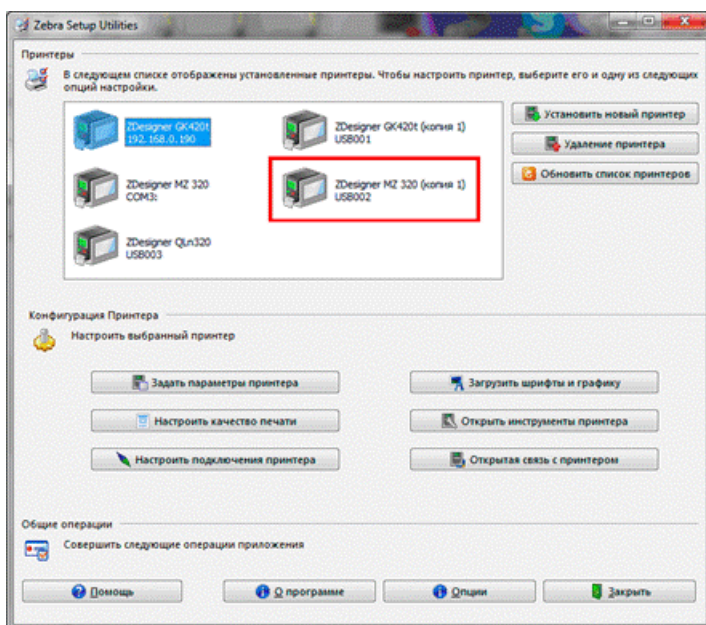 Zebra Setup Utilities
Принтеры
В следующем списке отображены установленные принтеры. Чтобы настроить принтер, выберите его и одну из следующих
опций настройки.
ZDesigner GK420t
192.168.0.190
ZDesigner GK420t (копия 1)
USB001
ZDesigner MZ 320
COM3:
ZDesigner MZ 320 (копия 1)
USB002
ZDesigner QLn320
USB003
Установить новый принтер
Удаление принтера
Обновить список принтеров
Конфигурация Принтера
Настроить выбранный принтер
Задать параметры принтера
Загрузить шрифты и графику
Настроить качество печати
Открыть инструменты принтера
Настроить подключения принтера
Открытая связь с принтером
Общие операции
Совершить следующие операции приложения
Помощь
О программе
Опции
Закрыть